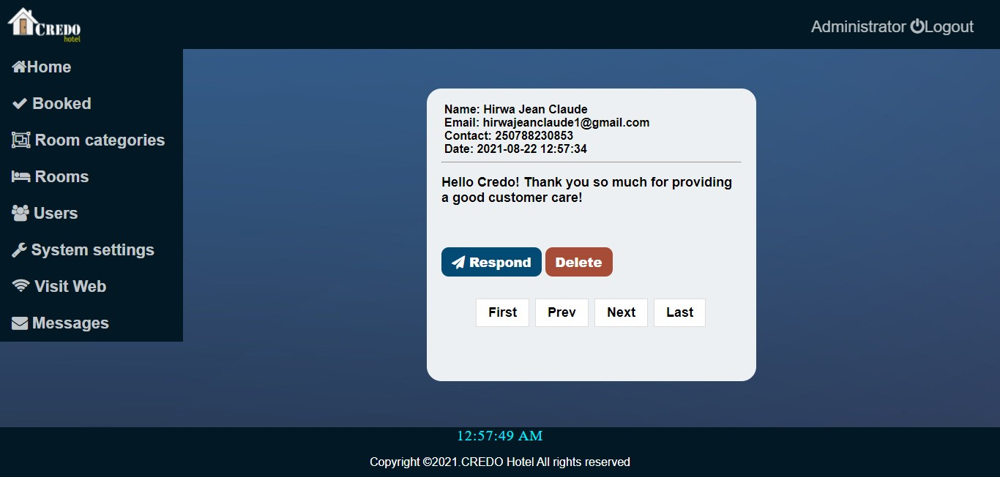 CREDO
hotel
Administrator Logout
Home
Booked
Room categories
Rooms
Users
System settings
Visit Web
Messages
Name: Hirwa Jean Claude
Email: hirwajeanclaude1@gmail.com
Contact: 250788230853
Date: 2021-08-22 12:57:34
Hello Credo! Thank you so much for providing
a good customer care!
Respond Delete
First Prev Next Last
12:57:49 AM
Copyright ©2021.CREDO Hotel All rights reserved